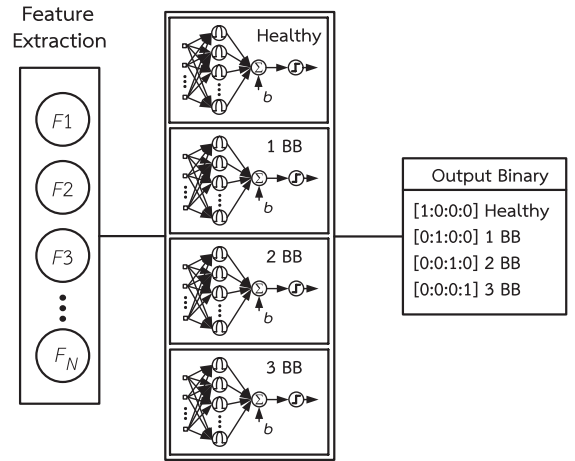 Feature
Extraction
F1
F2
F3
F_N
Healthy
Σ
b
1 BB
Σ
b
2 BB
Σ
b
3 BB
Σ
b
Output Binary
[1:0:0:0] Healthy
[0:1:0:0] 1 BB
[0:0:1:0] 2 BB
[0:0:0:1] 3 BB